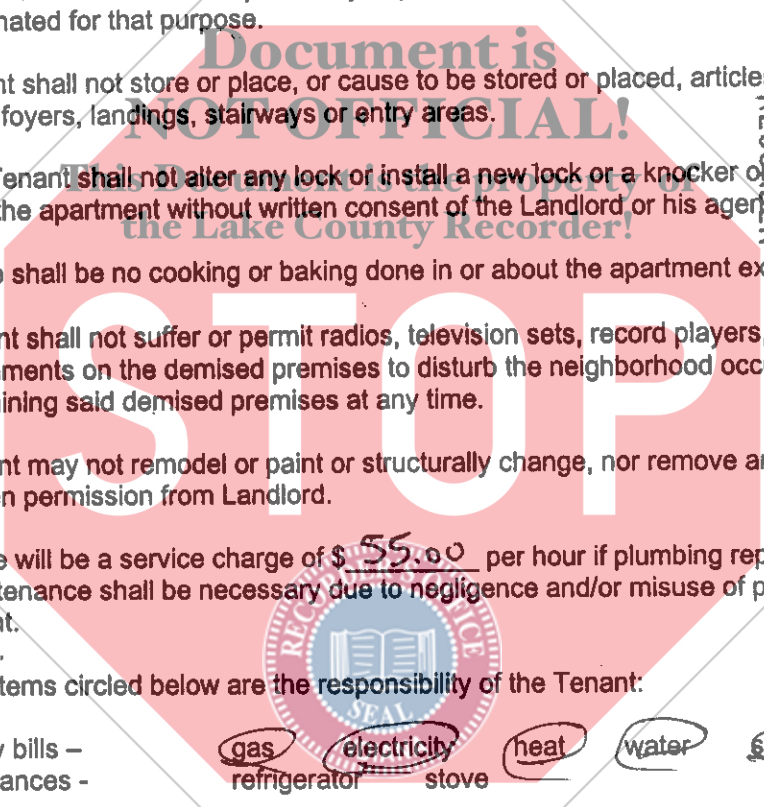 nated for that purpose.
Document is
nt shall not store or place, or cause to be stored or placed, article
foyers, landings, stairways or entry areas.
NOT OFFICIAL!
Tenant shall not alter any lock or install a new lock or a knocker o
This Document is the property of
the apartment without written consent of the Landlord or his agen
the Lake County Recorder!
shall be no cooking or baking done in or about the apartment ex
nt shall not suffer or permit radios, television sets, record players,
ments on the demised premises to disturb the neighborhood occu
ining said demised premises at any time.
STOP
nt may not remodel or paint or structurally change, nor remove a
n permission from Landlord.
e will be a service charge of $ 55.00 per hour if plumbing rep
tenance shall be necessary due to negligence and/or misuse of p
nt.
RECORDER'S OFFICE
SEAL
tems circled below are the responsibility of the Tenant:
y bills – gas electricity heat water
ances - refrigerator stove